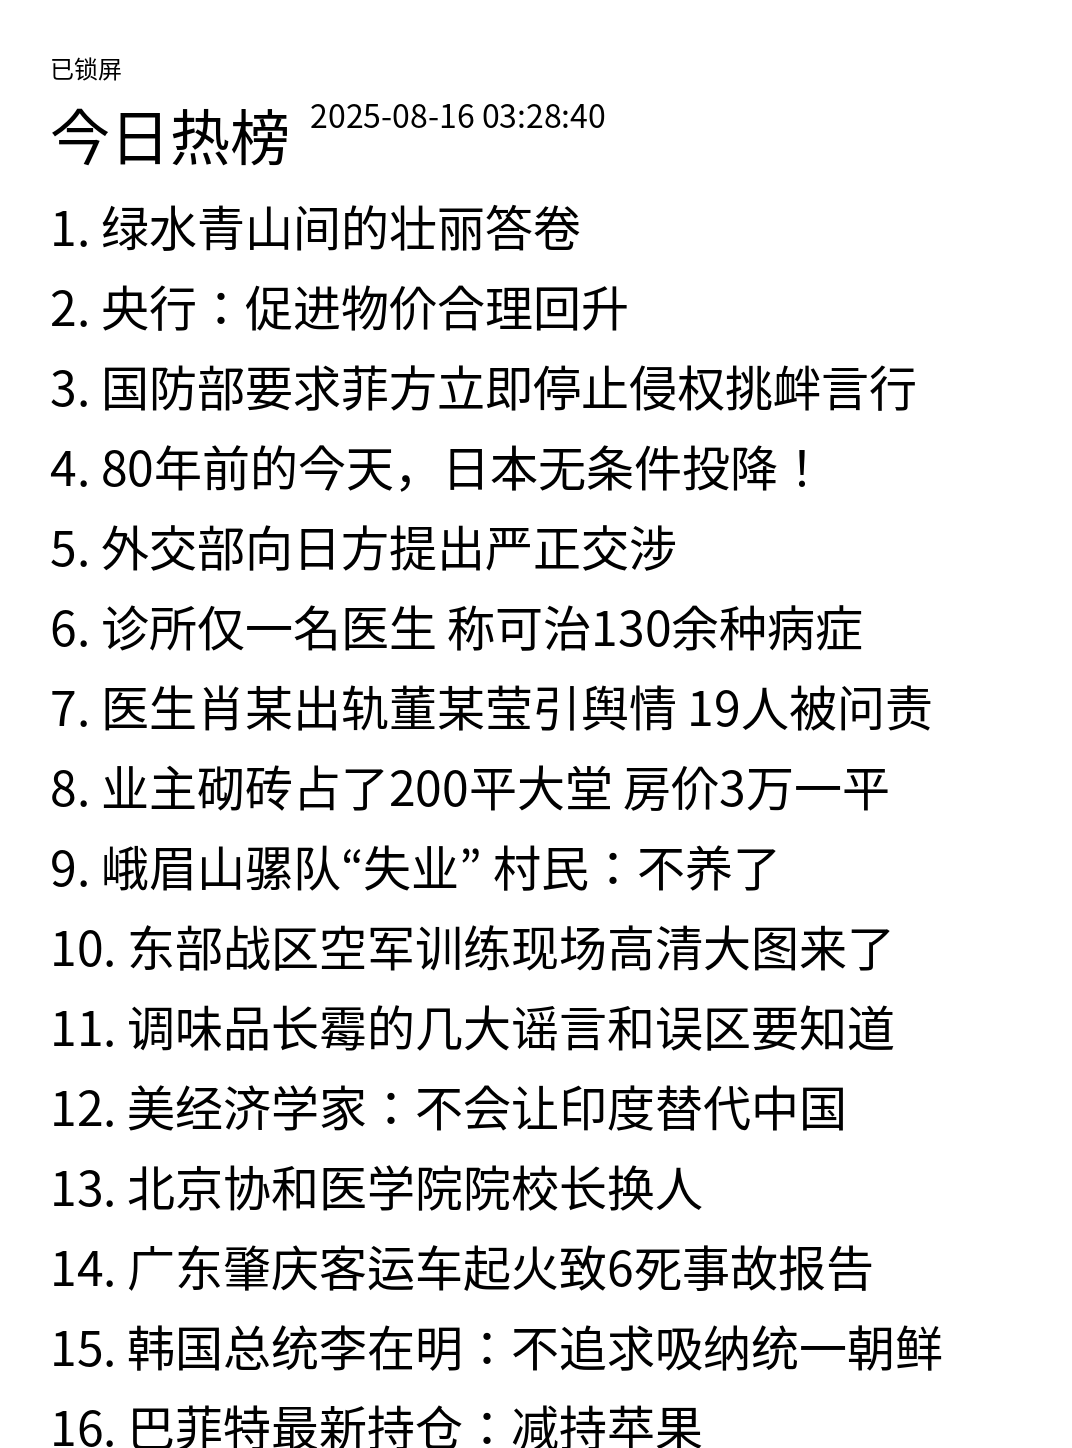 已锁屏
今日热榜 2025-08-16 03:28:40
1. 绿水青山间的壮丽答卷
2. 央行：促进物价合理回升
3. 国防部要求菲方立即停止侵权挑衅言行
4. 80年前的今天，日本无条件投降！
5. 外交部向日方提出严正交涉
6. 诊所仅一名医生 称可治130余种病症
7. 医生肖某出轨董某莹引舆情 19人被问责
8. 业主砌砖占了200平大堂 房价3万一平
9. 峨眉山骡队“失业” 村民：不养了
10. 东部战区空军训练现场高清大图来了
11. 调味品长霉的几大谣言和误区要知道
12. 美经济学家：不会让印度替代中国
13. 北京协和医学院院校长换人
14. 广东肇庆客运车起火致6死事故报告
15. 韩国总统李在明：不追求吸纳统一朝鲜
16. 巴菲特最新持仓：减持苹果